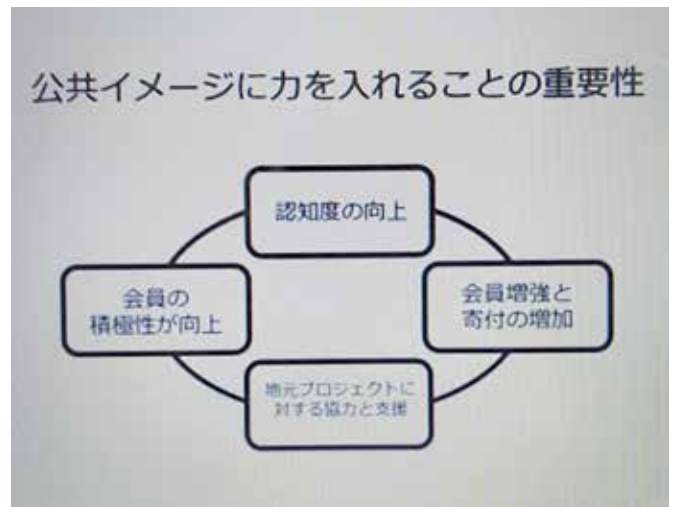 公共イメージに力を入れることの重要性
認知度の向上
会員増強と
寄付の増加
地元プロジェクトに
対する協力と支援
会員の
積極性が向上